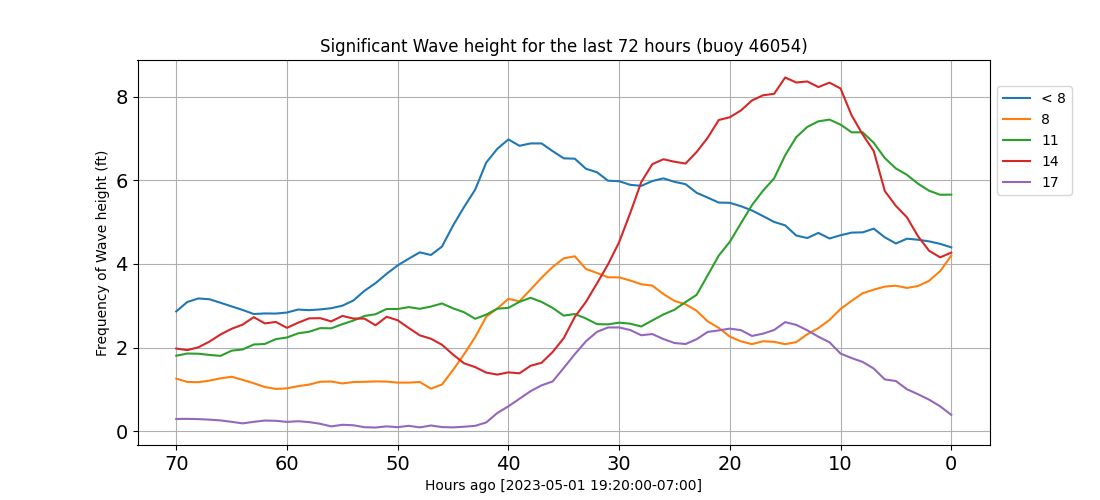 Significant Wave height for the last 72 hours (buoy 46054)
Frequency of Wave height (ft)
8
6
4
2
0
70 60 50 40 30 20 10 0
Hours ago [2023-05-01 19:20:00-07:00]
< 8
8
11
14
17